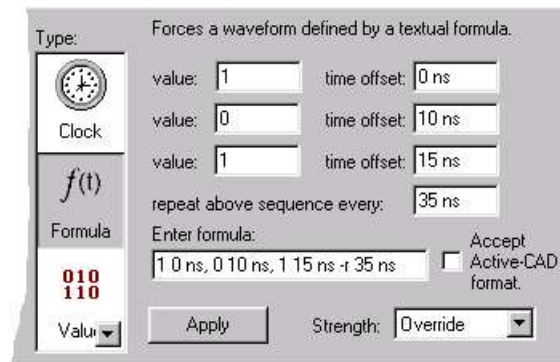 Type:
Forces a waveform defined by a textual formula.
value: 1 time offset: 0 ns
Clock
value: 0 time offset: 10 ns
value: 1 time offset: 15 ns
f(t)
Formula
repeat above sequence every: 35 ns
Enter formula:
1 0 ns, 0 10 ns, 1 15 ns -r 35 ns
Accept
Active-CAD
format.
010
110
Valu
Apply
Strength: Override